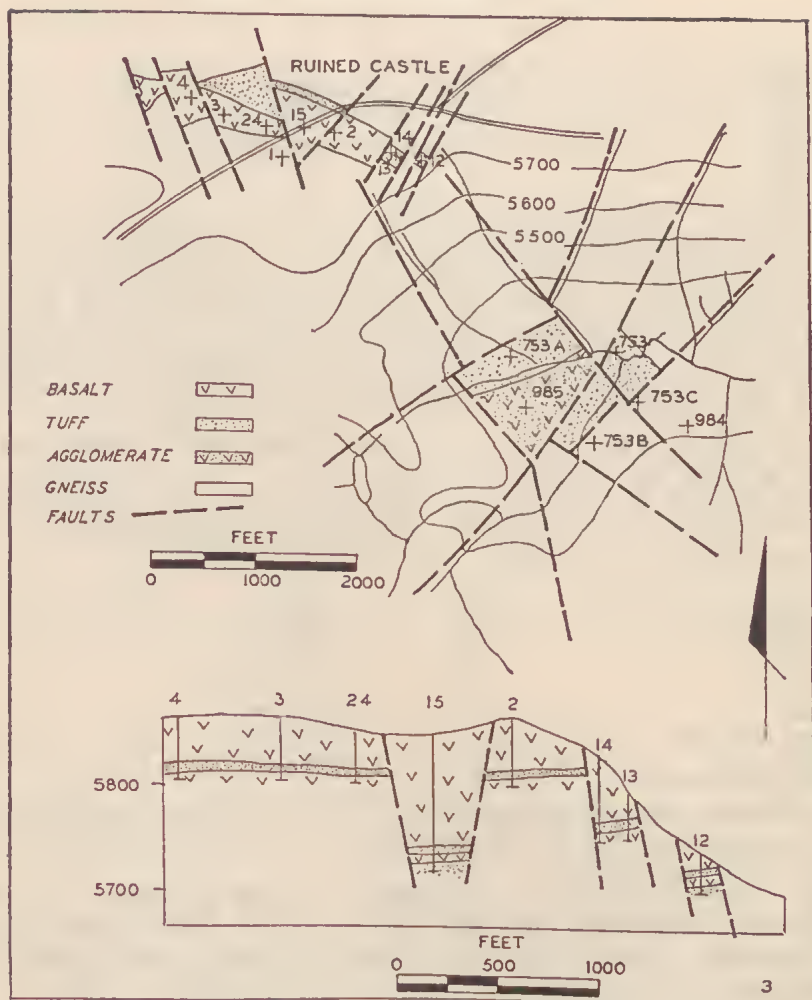 RUINED CASTLE
4
3
24
15
1
2
14
13
12
5700
5600
5500
753A
753
985
753C
984
753B
BASALT
TUFF
AGGLOMERATE
GNEISS
FAULTS
FEET
0 1000 2000
4 3 24 15 2
14
13
12
5800
5700
FEET
0 500 1000
3